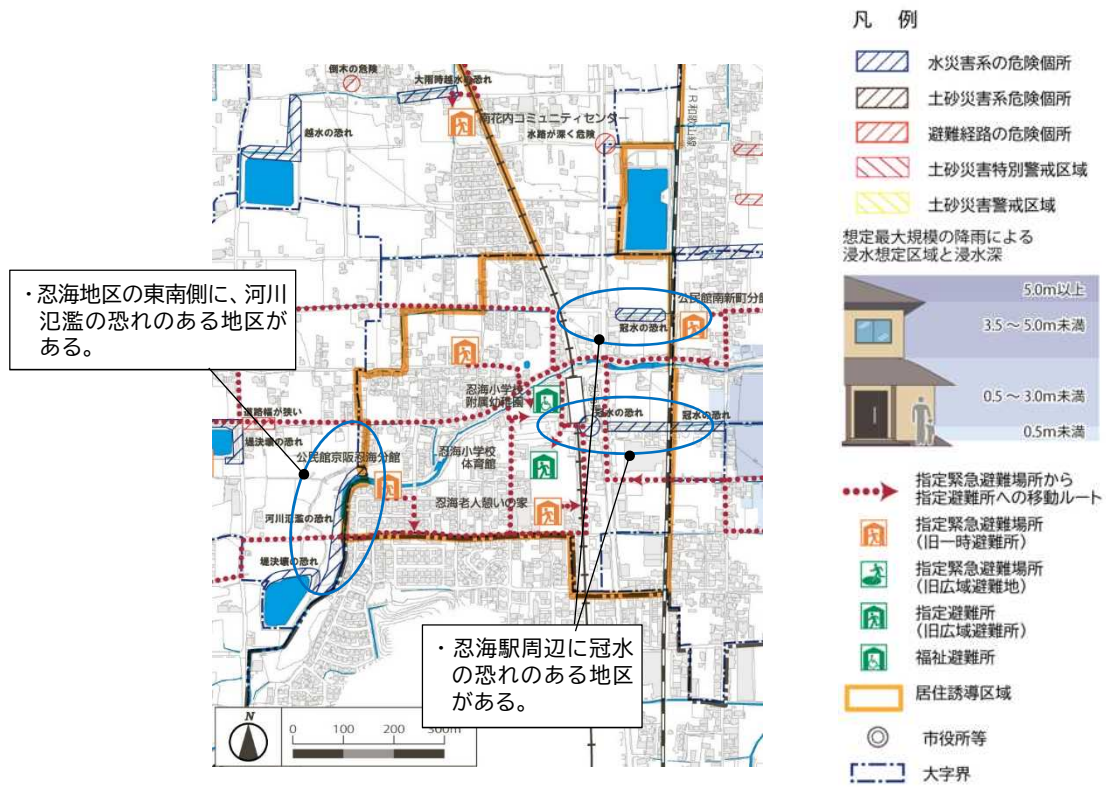 倒木の危険
大雨時越水の恐れ
南花内コミュニティセンター
水路が深く危険
JR和歌山線
越水の恐れ
・忍海地区の東南側に、河川
氾濫の恐れのある地区が
ある。
公民館南新町分館
冠水の恐れ
忍海小学校
附属幼稚園
冠水の恐れ
冠水の恐れ
道路幅が狭い
堤決壊の恐れ
公民館京阪忍海分館
忍海小学校
体育館
忍海老人憩いの家
河川氾濫の恐れ
堤決壊の恐れ
・忍海駅周辺に冠水
の恐れのある地区
がある。
N
0 100 200 300m
凡 例
水災害系の危険個所
土砂災害系危険個所
避難経路の危険個所
土砂災害特別警戒区域
土砂災害警戒区域
想定最大規模の降雨による
浸水想定区域と浸水深
5.0m以上
3.5～5.0m未満
0.5～3.0m未満
0.5m未満
指定緊急避難場所から
指定避難所への移動ルート
指定緊急避難場所
(旧一時避難所)
指定緊急避難場所
(旧広域避難地)
指定避難所
(旧広域避難所)
福祉避難所
居住誘導区域
市役所等
大字界